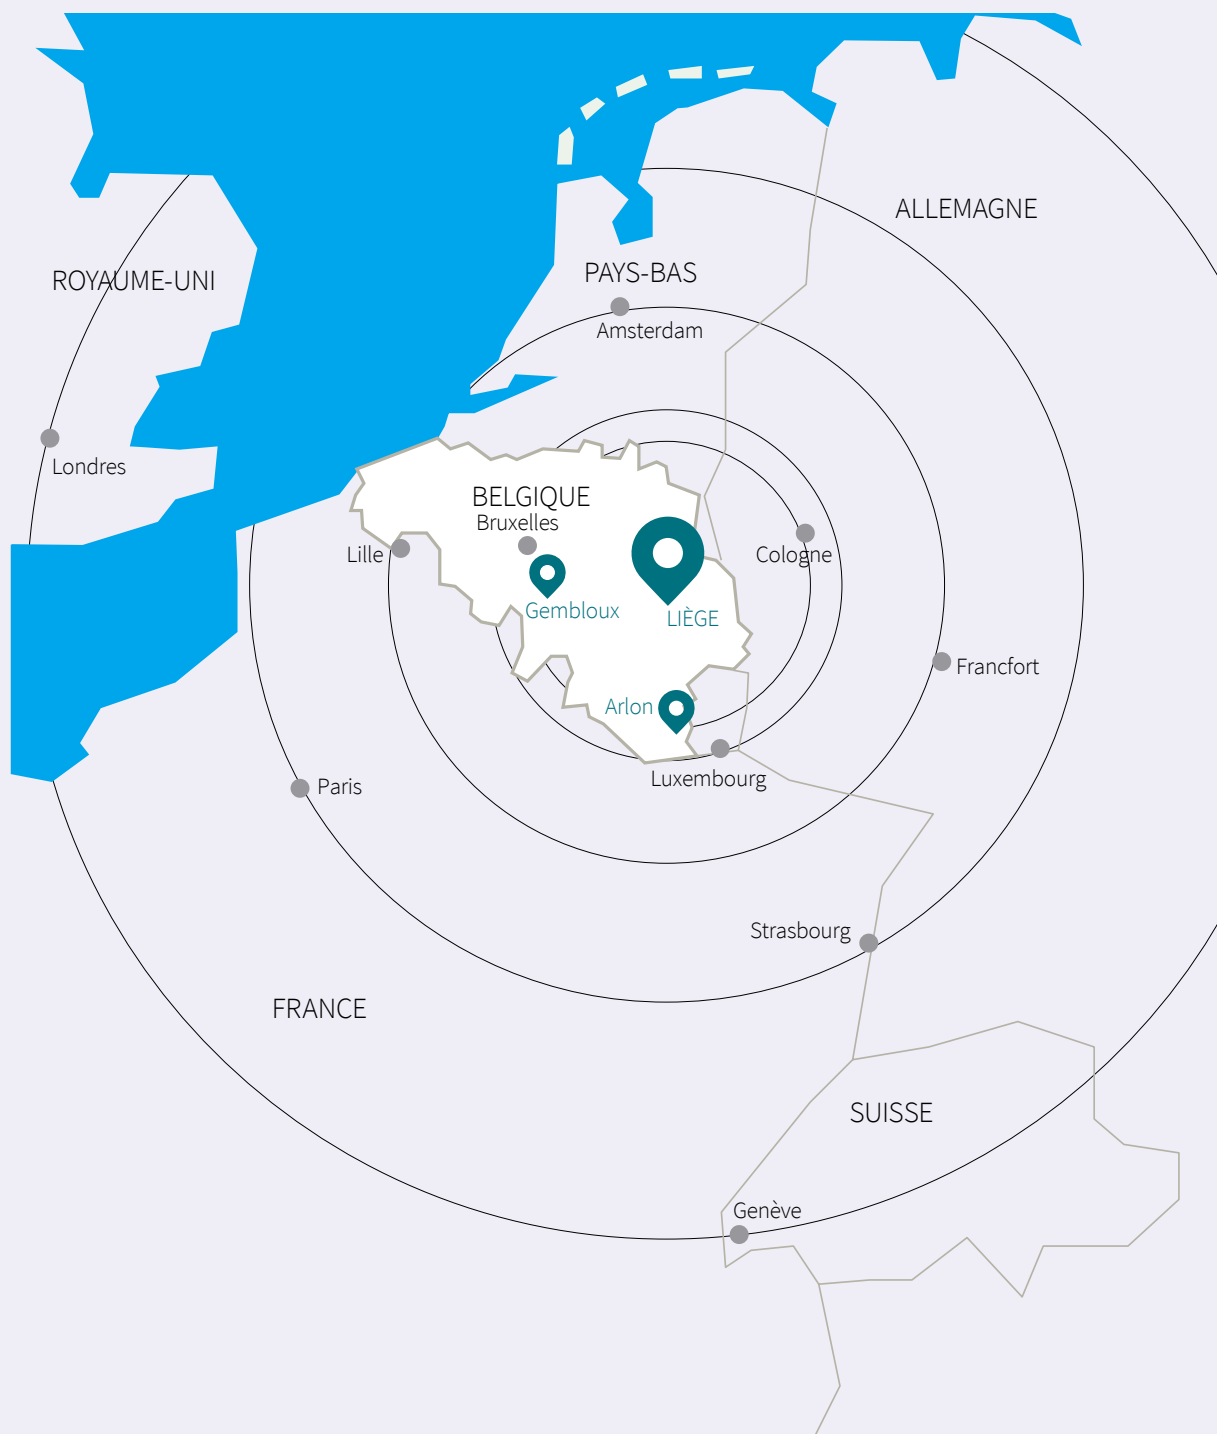 ALLEMAGNE
ROYAUME-UNI
PAYS-BAS
Amsterdam
Londres
BELGIQUE
Bruxelles
Lille
Cologne
Gembloux
LIÈGE
Francfort
Arlon
Luxembourg
Paris
Strasbourg
FRANCE
SUISSE
Genève